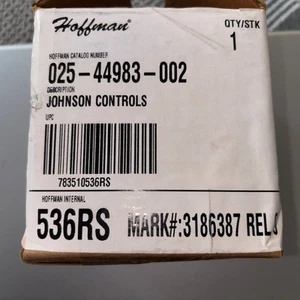 Hoffman
QTY/STK
1
HOFFMAN CATALOG NUMBER
025-44983-002
DESCRIPTION
JOHNSON CONTROLS
UPC
783510536RS
HOFFMAN INTERNAL
536RS MARK#:3186387 REL